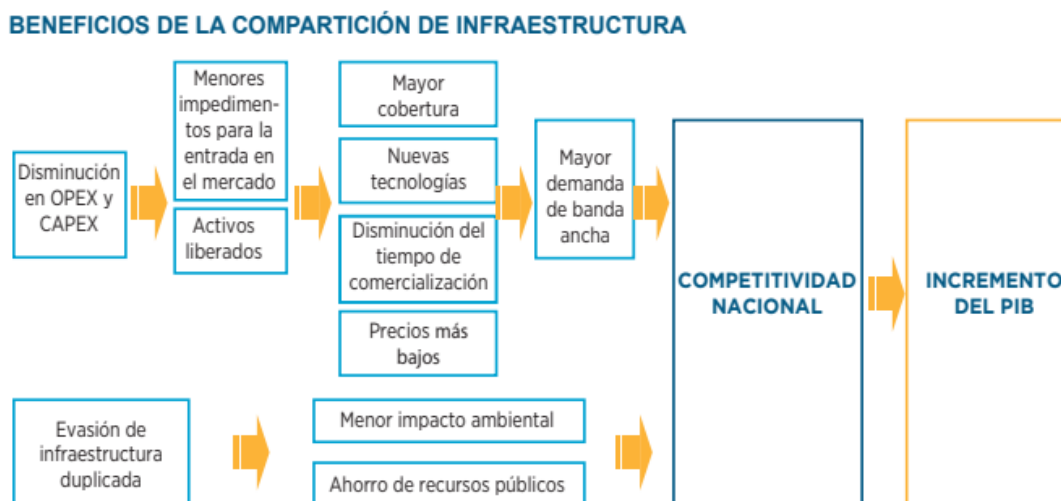 BENEFICIOS DE LA COMPARTICIÓN DE INFRAESTRUCTURA
Disminución
en OPEX y
CAPEX
Menores
impedimen-
tos para la
entrada en
el mercado
Activos
liberados
Mayor
cobertura
Nuevas
tecnologías
Disminución del
tiempo de
comercialización
Precios más
bajos
Mayor
demanda
de banda
ancha
COMPETITIVIDAD
NACIONAL
INCREMENTO
DEL PIB
Evasión de
infraestructura
duplicada
Menor impacto ambiental
Ahorro de recursos públicos